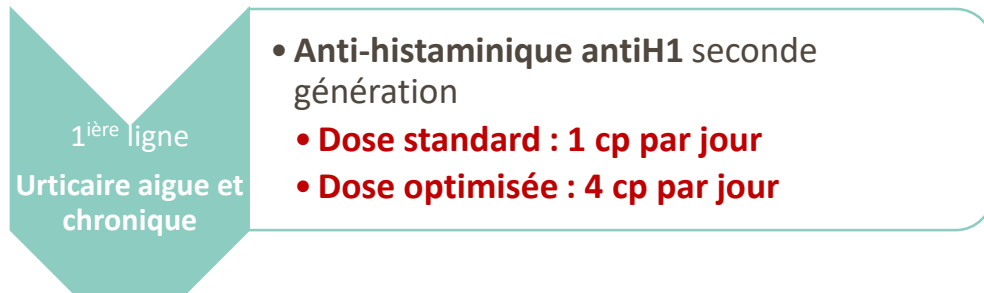 1ière ligne
Urticaire aigue et
chronique
• Anti-histaminique antiH1 seconde
génération
• Dose standard : 1 cp par jour
• Dose optimisée : 4 cp par jour